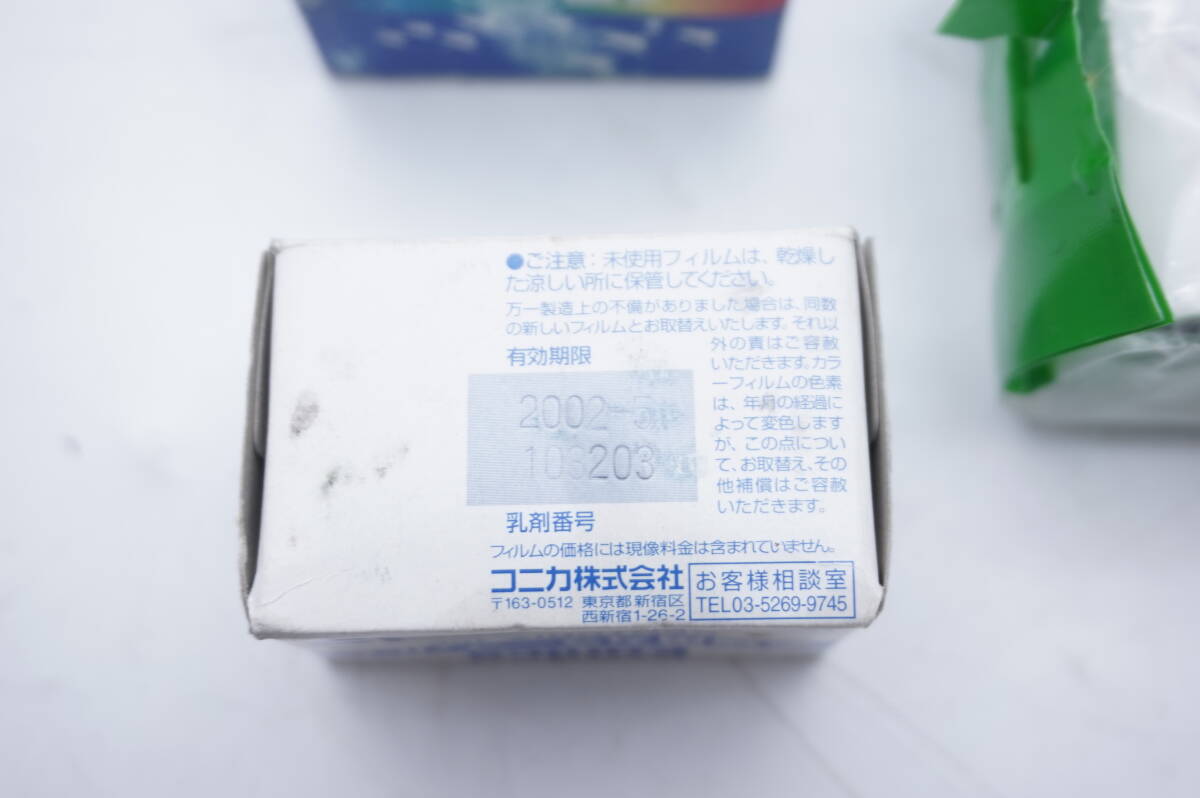 ●ご注意：未使用フィルムは、乾燥し
た涼しい所に保管してください。
万一製造上の不備がありました場合は、同数
の新しいフィルムとお取替えいたします。それ以
外の責はご容赦
いただきます。カラ
ーフィルムの色素
は、年月の経過に
よって変色します
が、この点につい
て、お取替え、その
他補償はご容赦
いただきます。
有効期限
2002-
203
乳剤番号
フィルムの価格には現像料金は含まれていません。
コニカ株式会社
〒163-0512 東京都新宿区
西新宿1-26-2
お客様相談室
TEL03-5269-9745